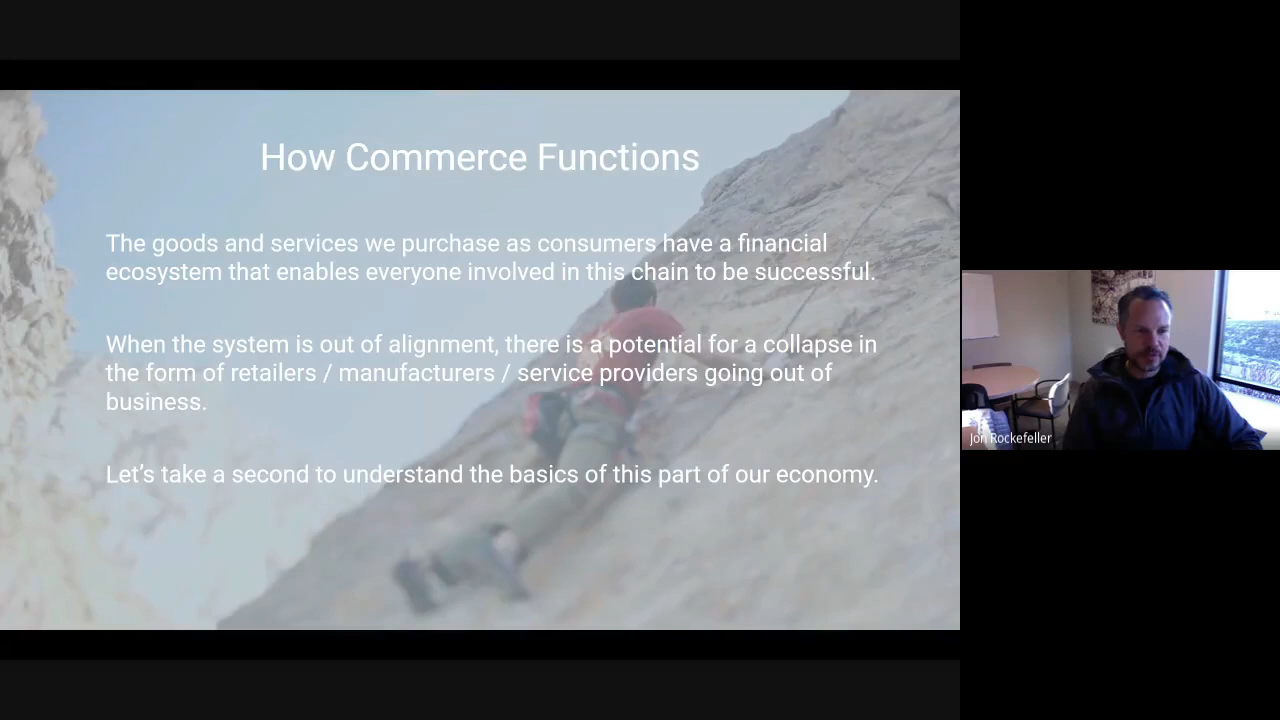 How Commerce Functions
The goods and services we purchase as consumers have a financial
ecosystem that enables everyone involved in this chain to be successful.
When the system is out of alignment, there is a potential for a collapse in
the form of retailers / manufacturers / service providers going out of
business.
Let’s take a second to understand the basics of this part of our economy.
Jon Rockefeller